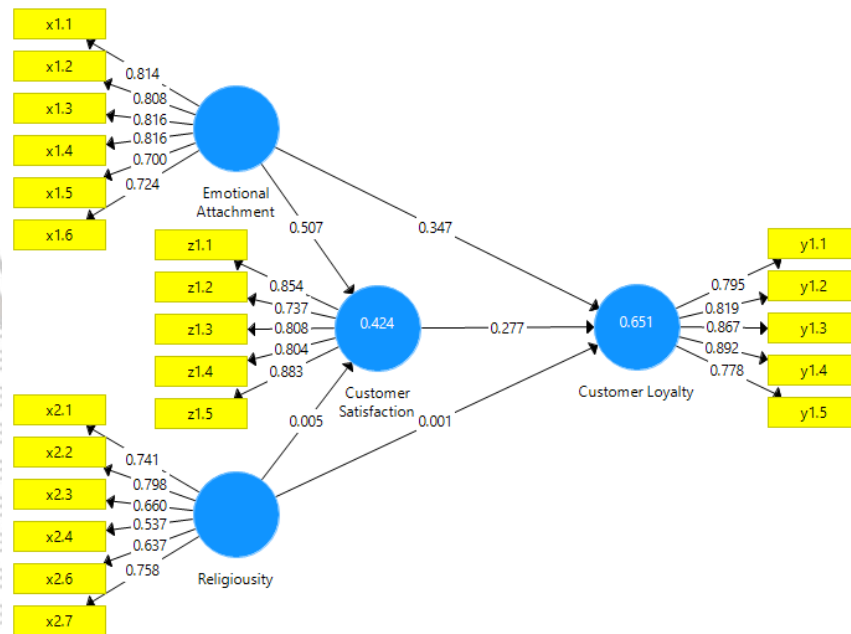 x1.1
x1.2
x1.3
x1.4
x1.5
x1.6
0.814
0.808
0.816
0.816
0.700
0.724
Emotional
Attachment
0.507
0.347
z1.1
z1.2
z1.3
z1.4
z1.5
0.854
0.737
0.808
0.804
0.883
0.424
Customer
Satisfaction
0.277
0.651
Customer Loyalty
0.795
0.819
0.867
0.892
0.778
y1.1
y1.2
y1.3
y1.4
y1.5
0.005
0.001
x2.1
x2.2
x2.3
x2.4
x2.6
x2.7
0.741
0.798
0.660
0.537
0.637
0.758
Religiousity